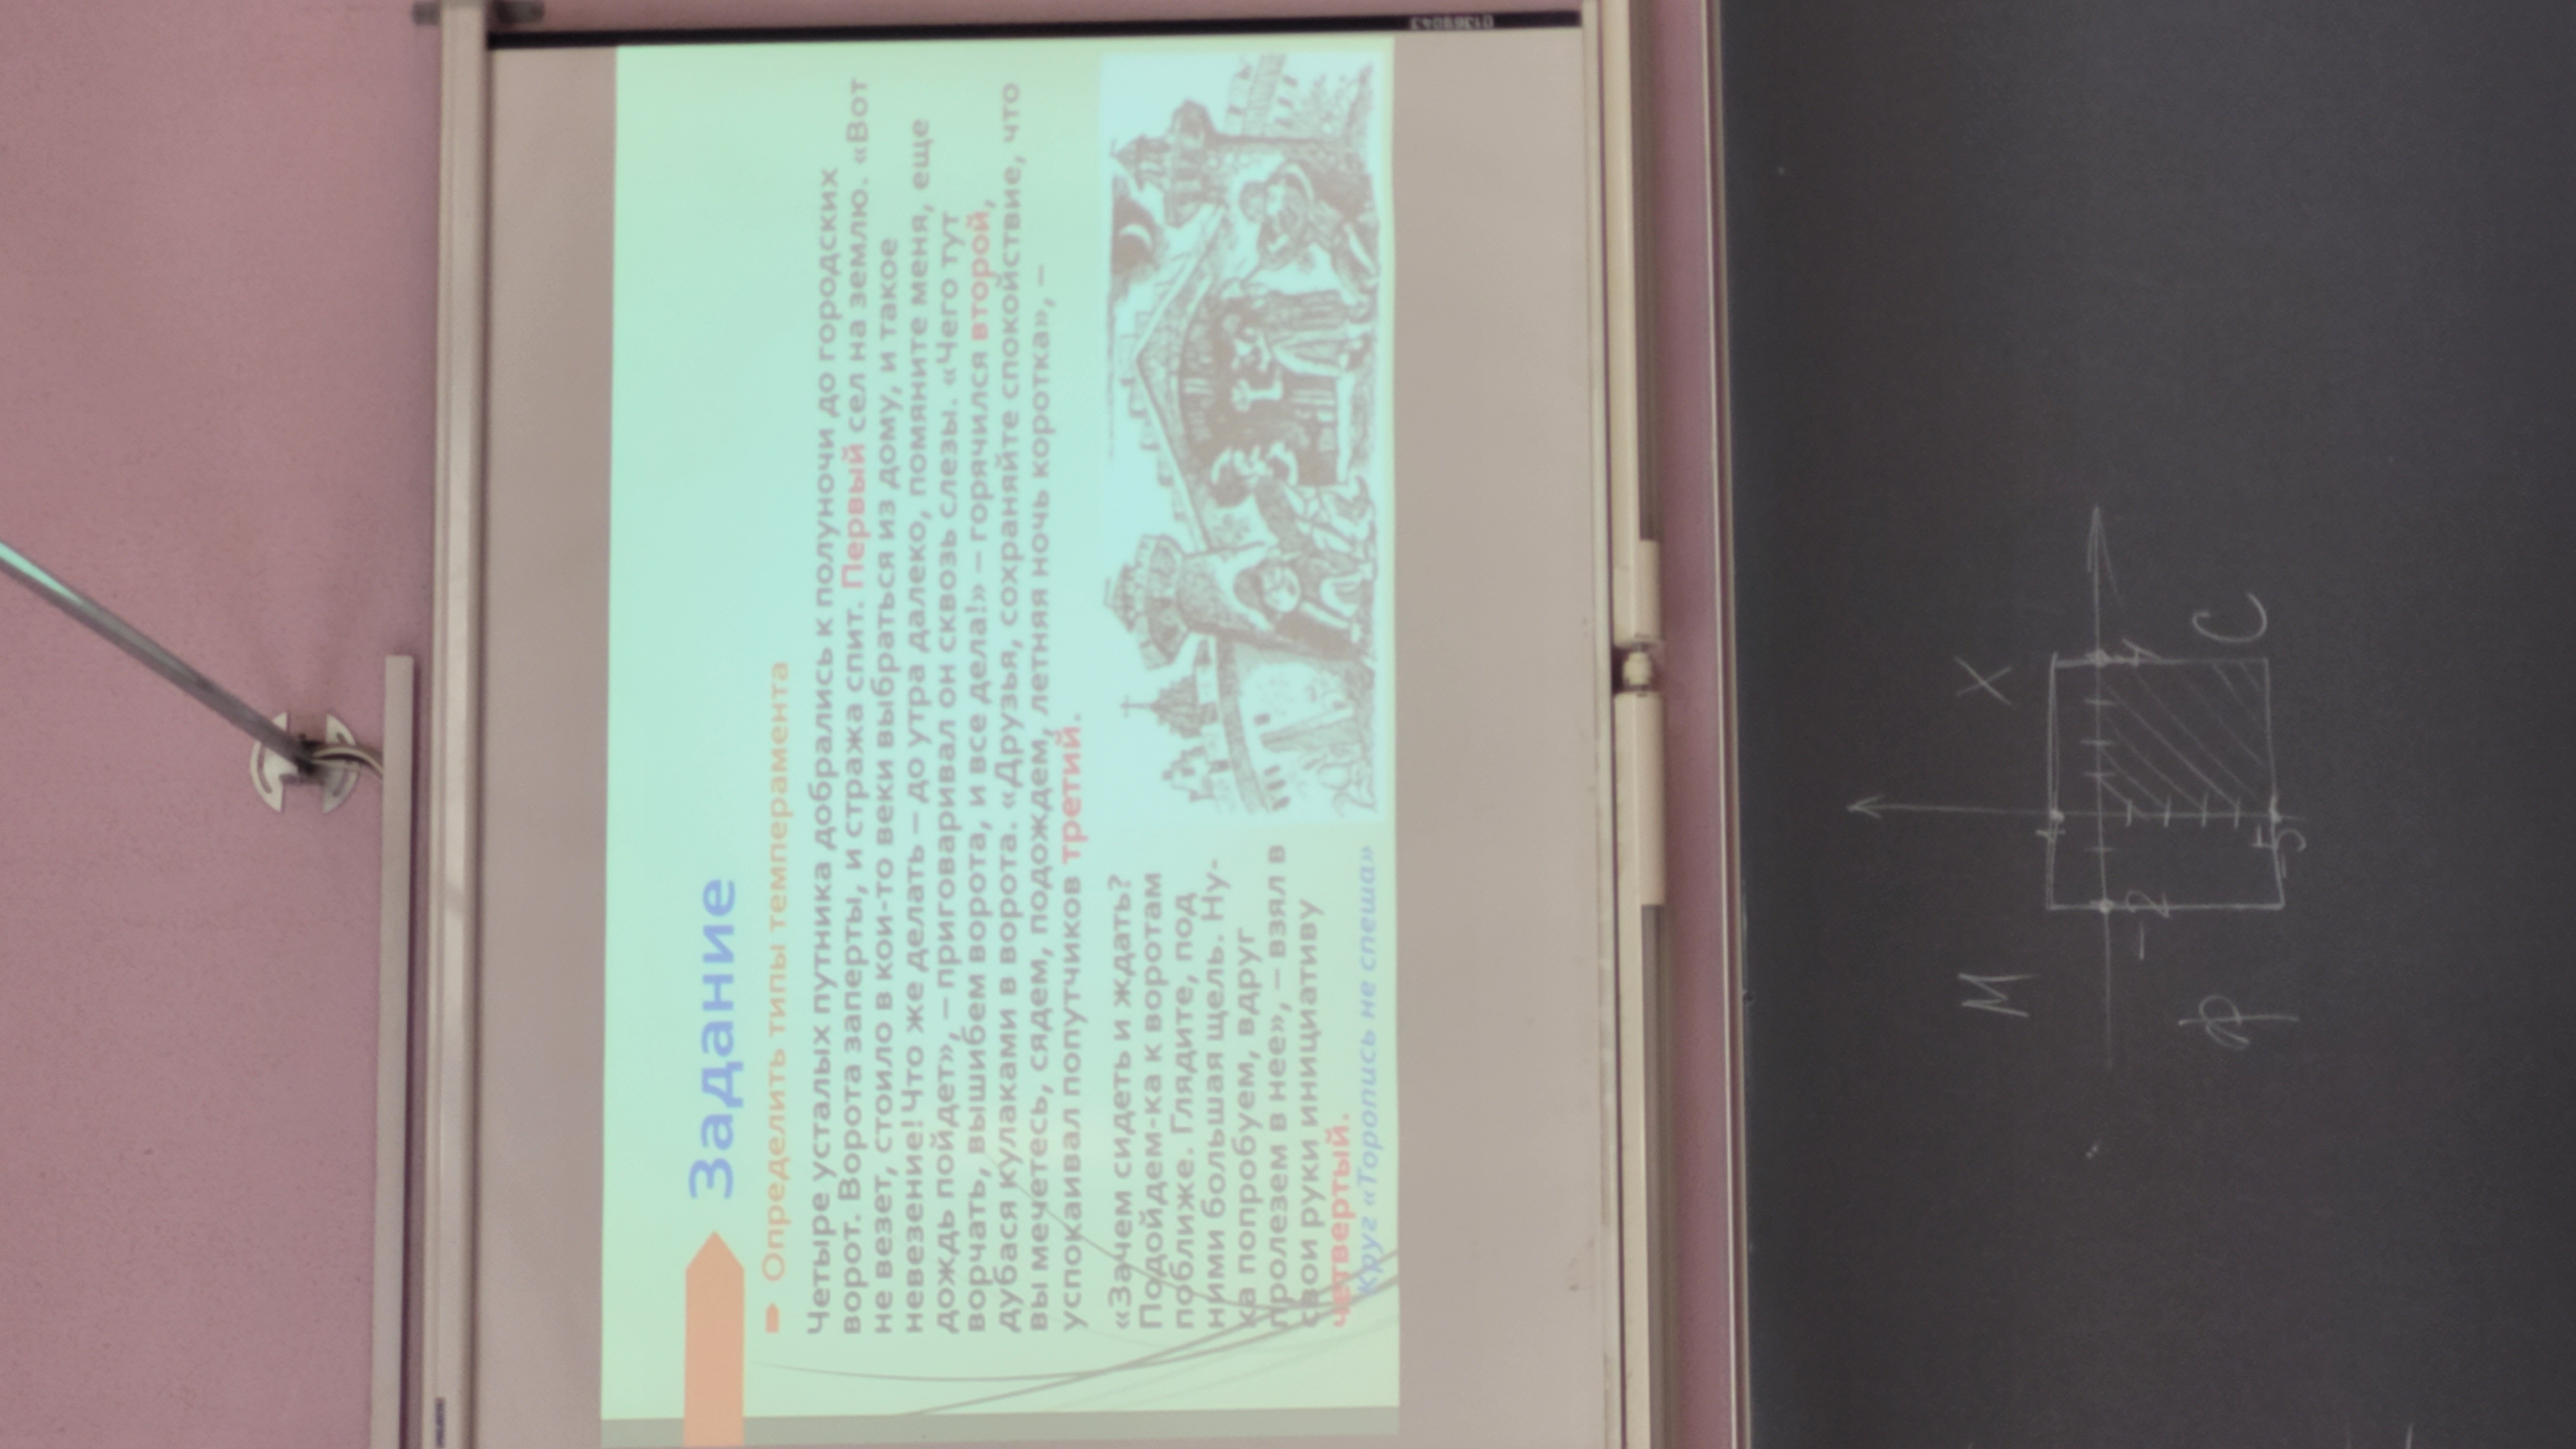 Задание
Определить типы темперамента
Четыре усталых путника добрались к полуночи до городских
ворот. Ворота заперты, и стража спит. Первый сел на землю. «Вот
не везет, стоило в кои-то веки выбраться из дому, и такое
невезение! Что же делать – до утра далеко, помяните меня, еще
дождь пойдет», – приговаривал он сквозь слезы. «Чего тут
ворчать, вышибем ворота, и все дела!» – горячился второй,
дубася кулаками в ворота. «Друзья, сохраняйте спокойствие, что
вы мечетесь, сядем, подождем, летняя ночь коротка», –
успокаивал попутчиков третий.
«Зачем сидеть и ждать?
Подойдем-ка к воротам
поближе. Глядите, под
ними большая щель. Ну-
ка попробуем, вдруг
пролезем в нее», – взял в
свои руки инициативу
четвертый.
Круг «Торопись не спеша»
01369043
М Х
1
-2 4
Ф С
-5